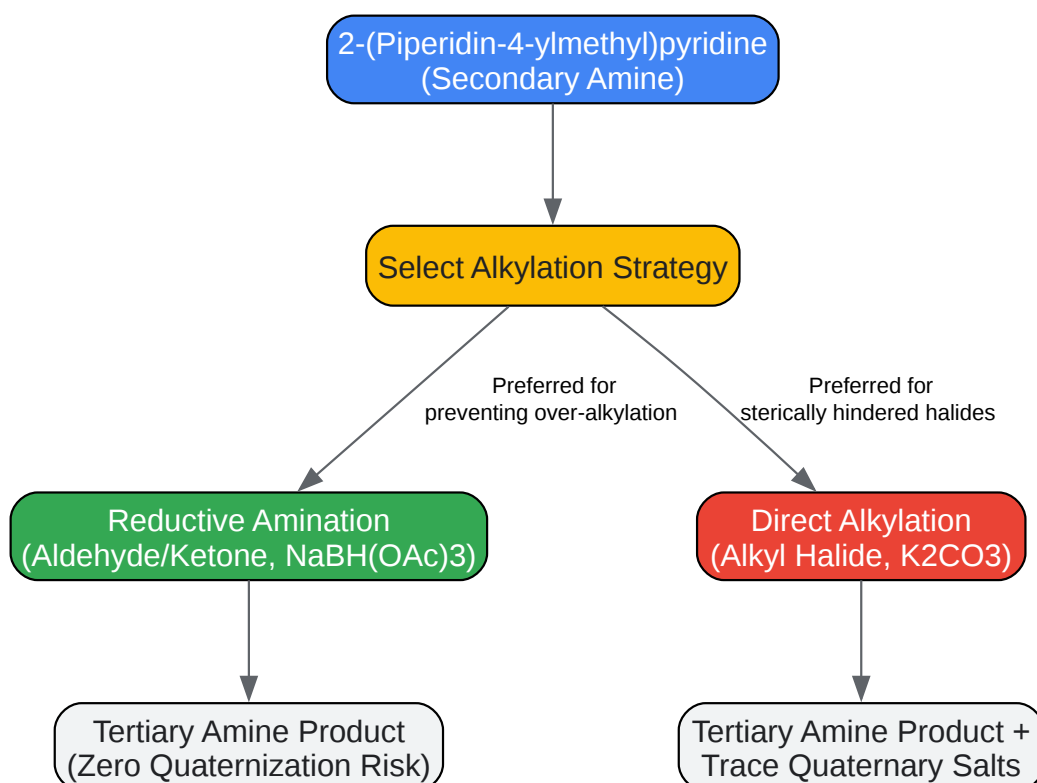 2-(Piperidin-4-ylmethyl)pyridine
(Secondary Amine)
Select Alkylation Strategy
Preferred for
preventing over-alkylation
Preferred for
sterically hindered halides
Reductive Amination
(Aldehyde/Ketone, NaBH(OAc)3)
Direct Alkylation
(Alkyl Halide, K2CO3)
Tertiary Amine Product
(Zero Quaternization Risk)
Tertiary Amine Product +
Trace Quaternary Salts